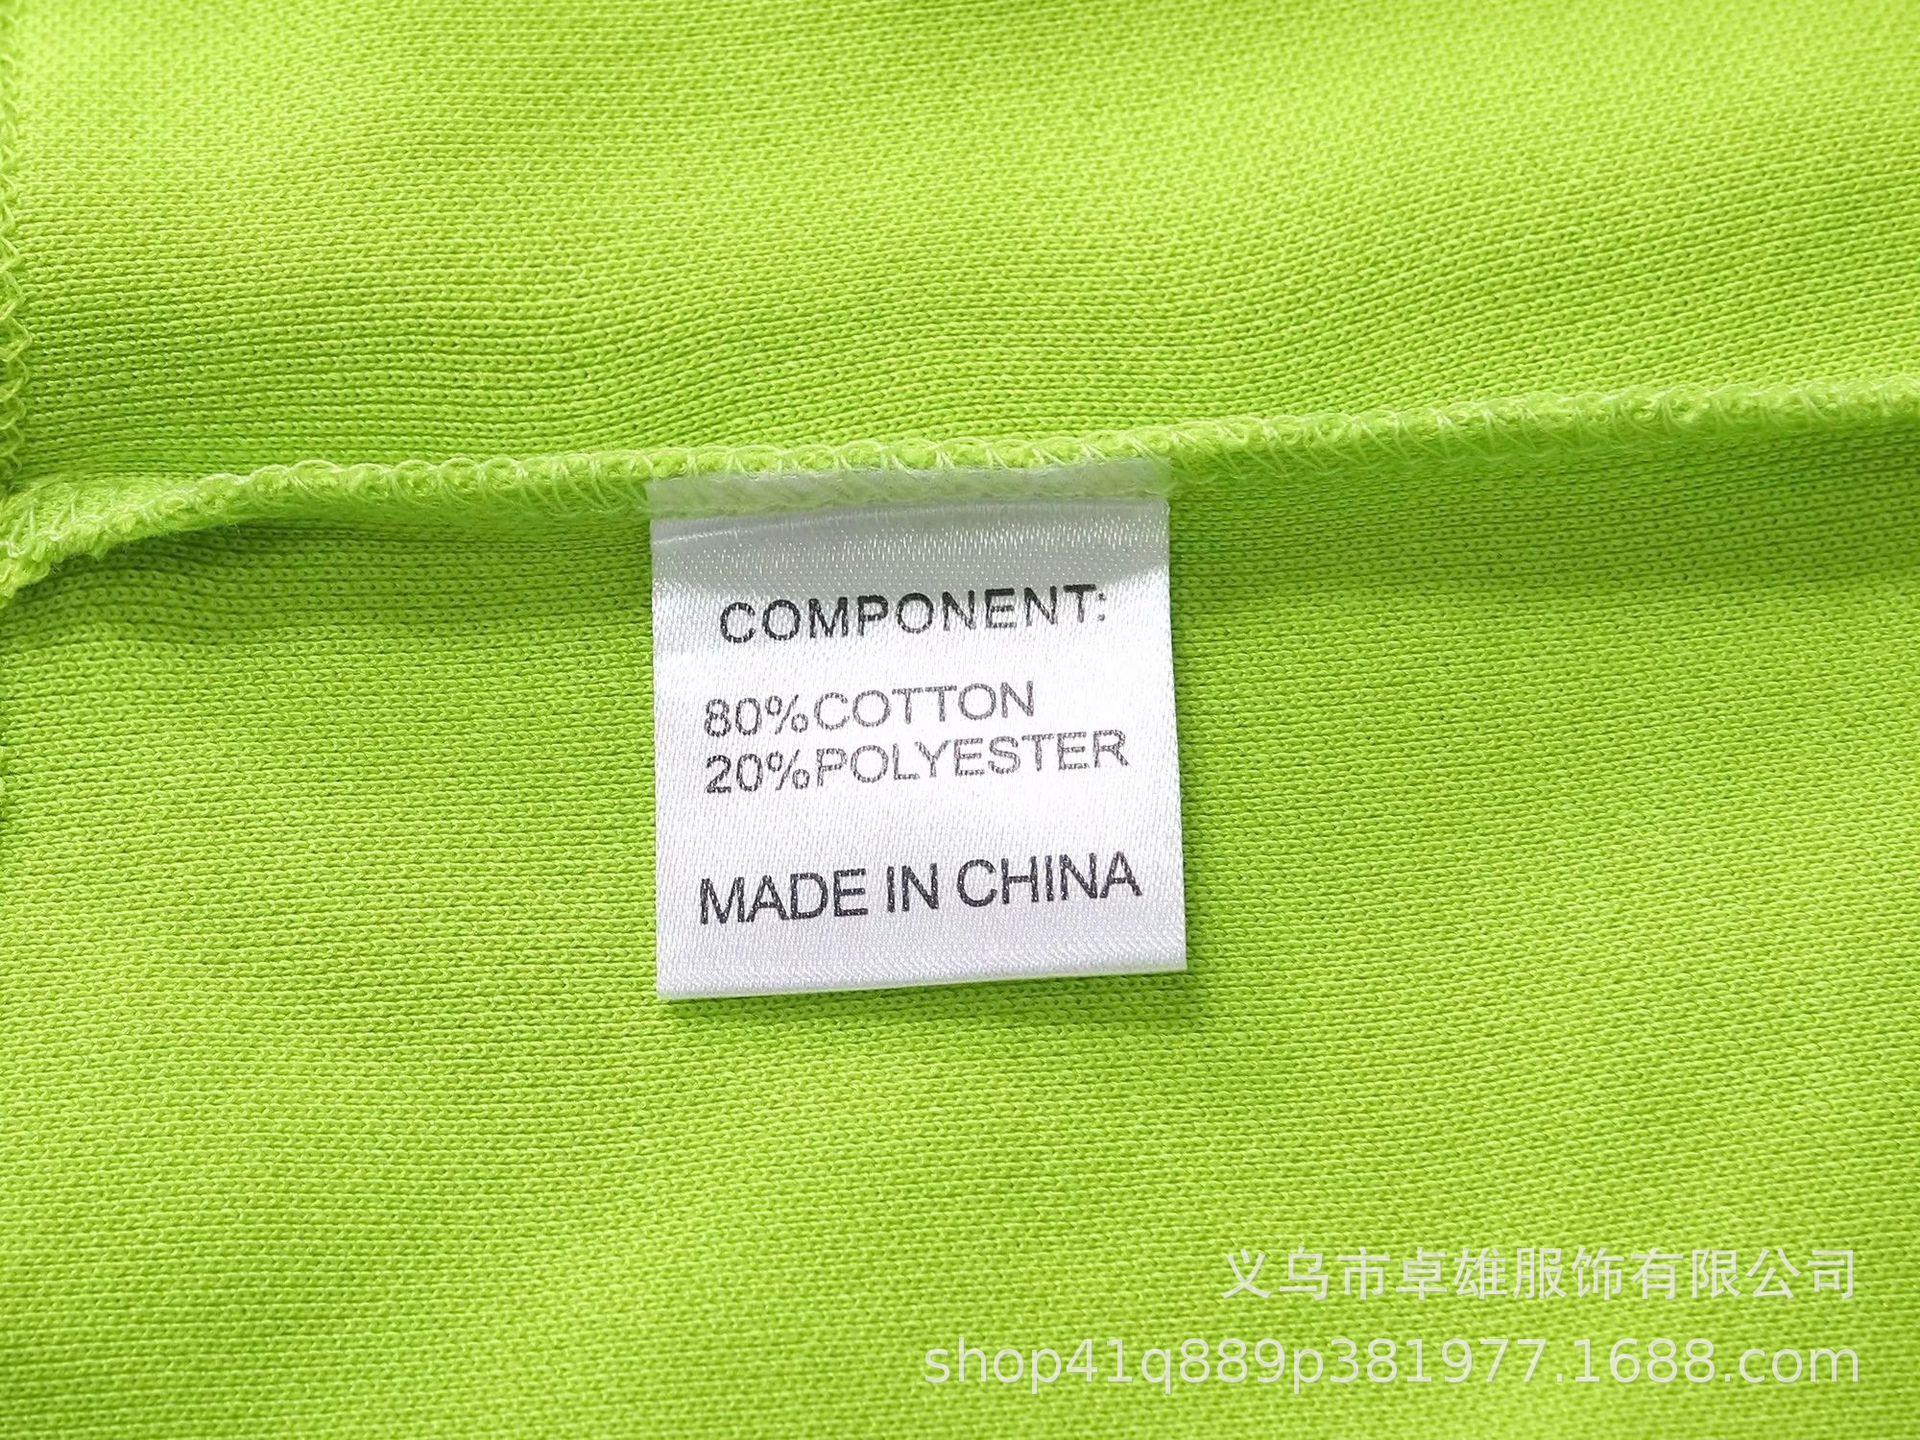 COMPONENT:
80%COTTON
20%POLYESTER
MADE IN CHINA
义乌市卓雄服饰有限公司
shop41q889p381977.1688.com